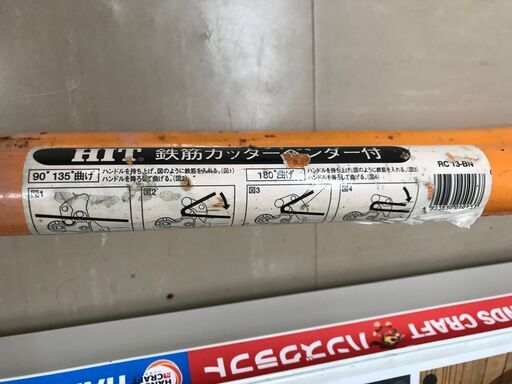 HIT 鉄筋カッターベンダー付
RC 13-BN
90°135°曲げ
ハンドルを持ち上げ、図のように鉄筋を入れる。(図1)
ハンドルを降ろして曲げる。(図2)
180°曲げ
ハンドルを持ち上げ、図のように鉄筋を入れる。(図3)
ハンドルを降ろして曲げる。(図4)
図1
図2
図3
図4
ハンズクラフト
NDS CRAFT